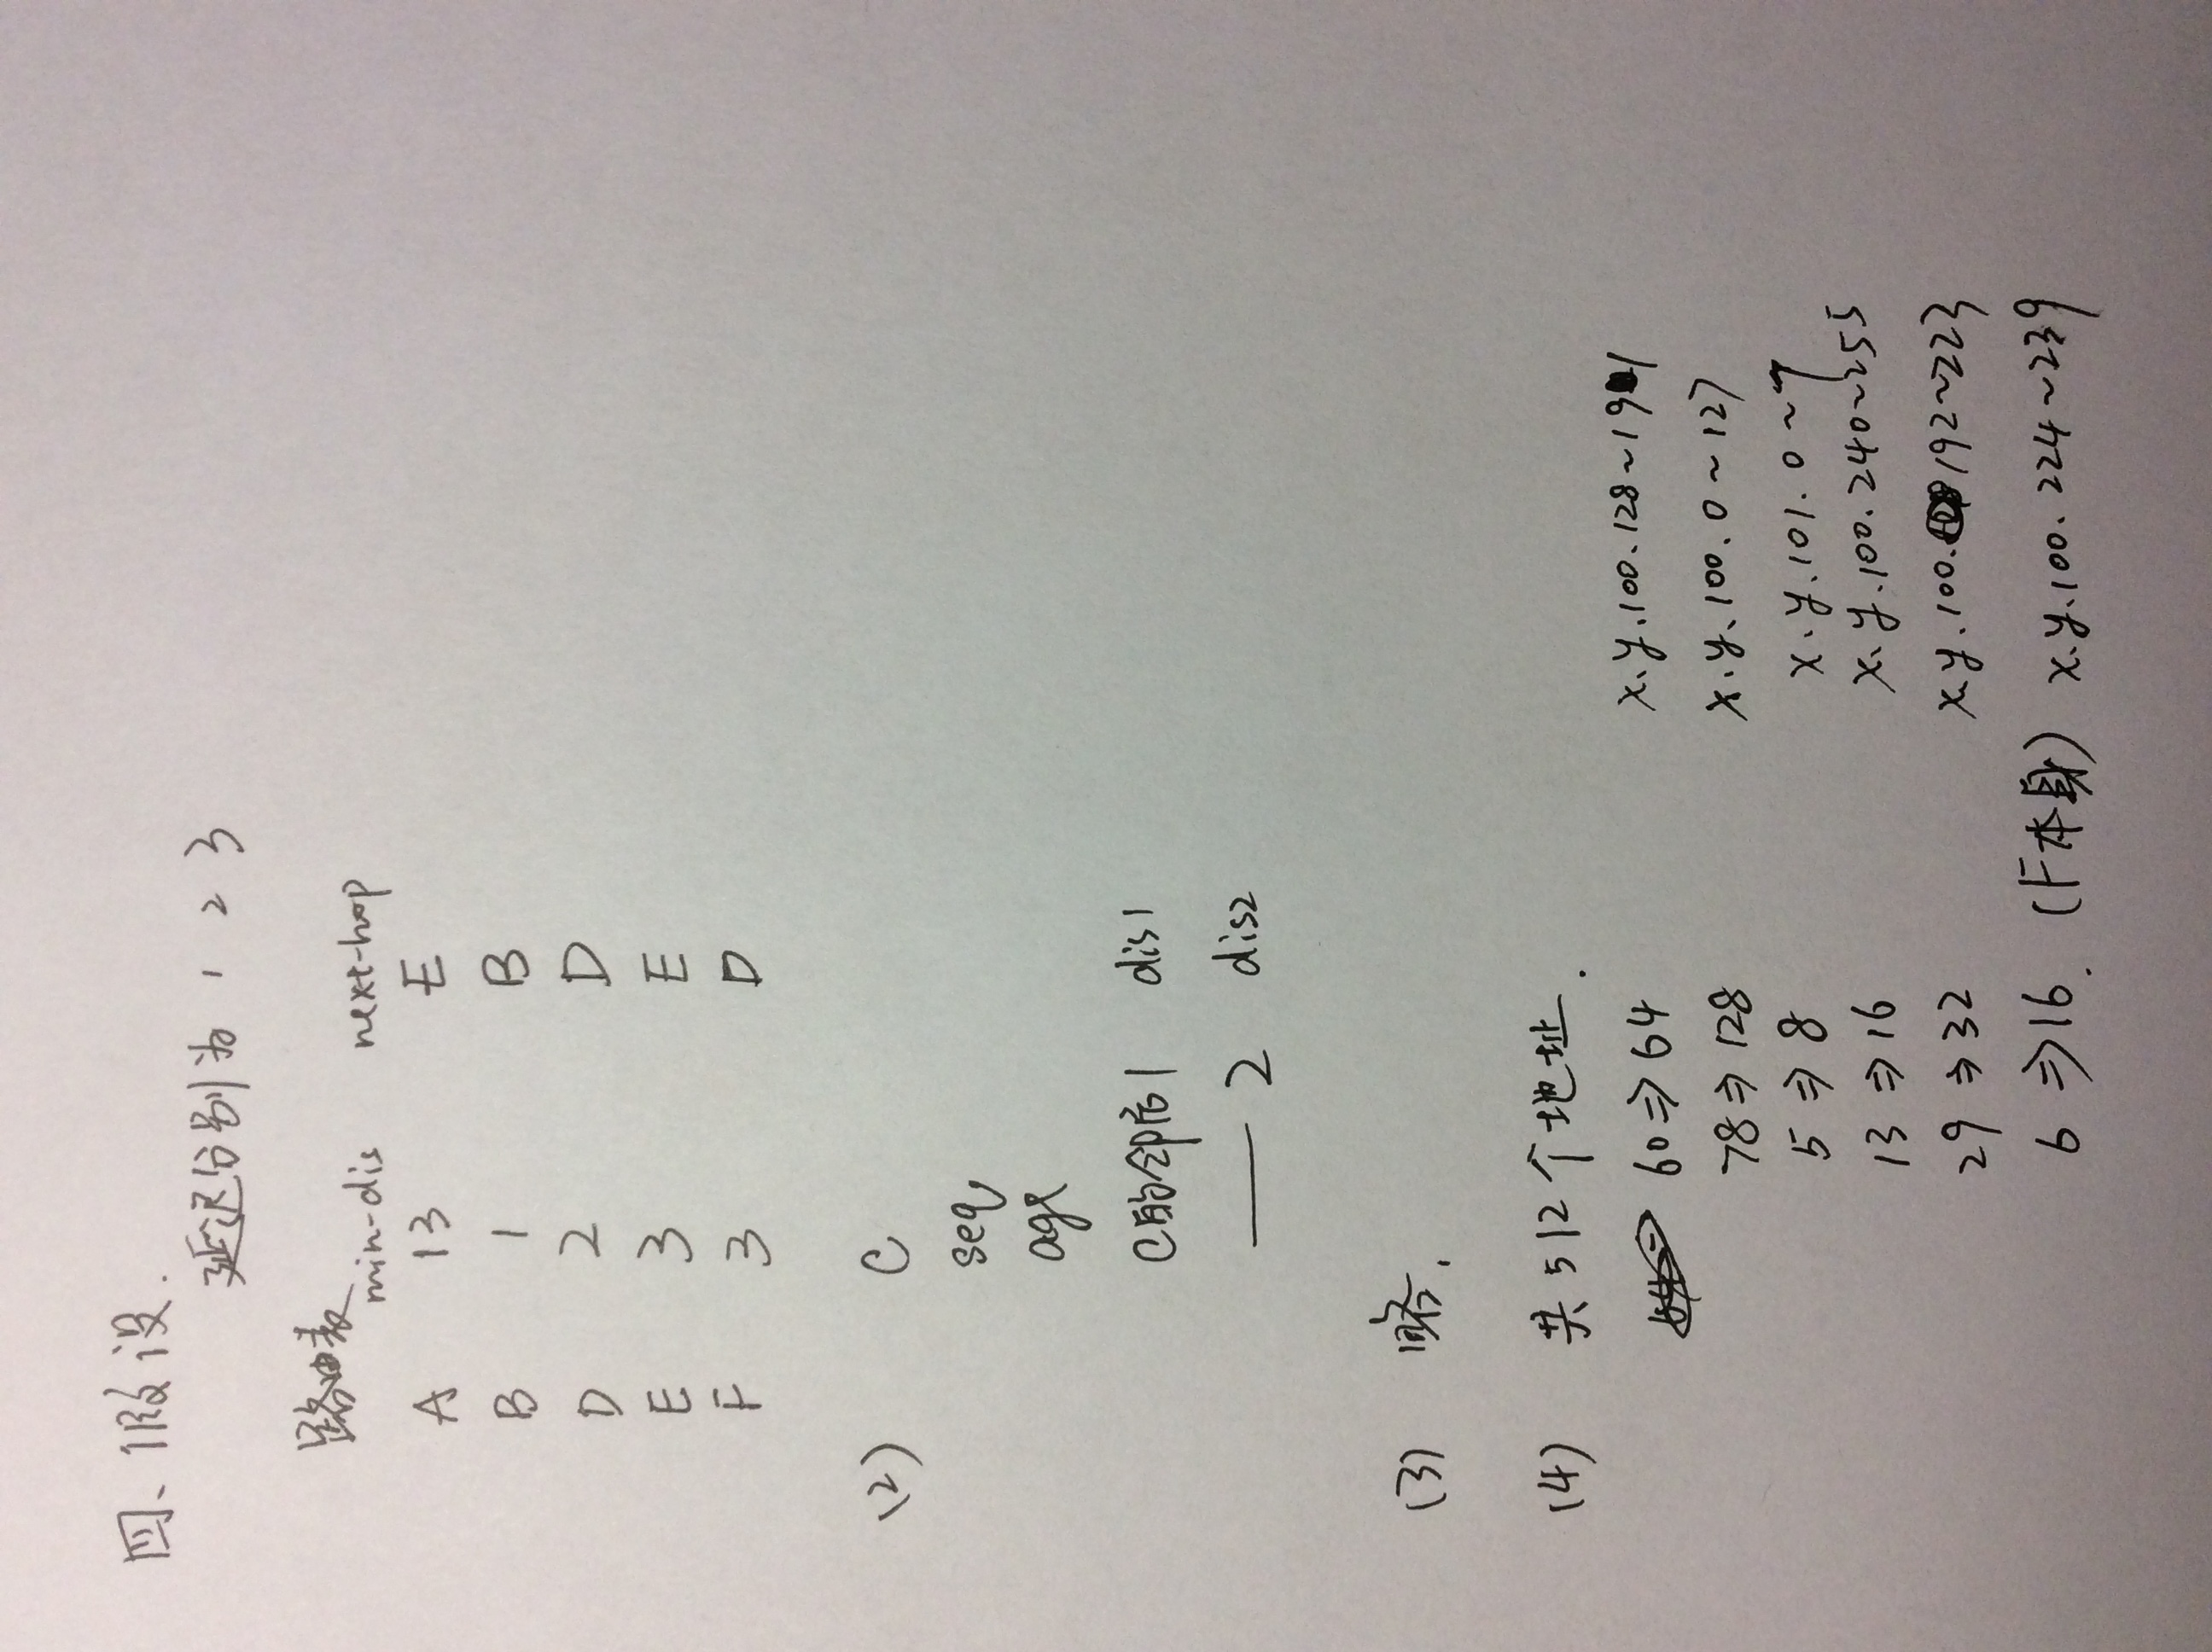 四、假设.
延迟分别为 1 2 3
路由表
min-dis next-hop
A 13 E
B 1 B
D 2 D
E 3 E
F 3 D
(2) C
seq
age
C的邻居1 dis1
—— 2 dis2
(3) 略.
(4) 共512个地址.
60⇒64 x.y.100.128~191
78⇒128 x.y.100.0~127
5⇒8 x.y.101.0~7
13⇒16 x.y.100.240~255
29⇒32 x.y.100.192~223
6⇒16. (F本身) x.y.100.224~239